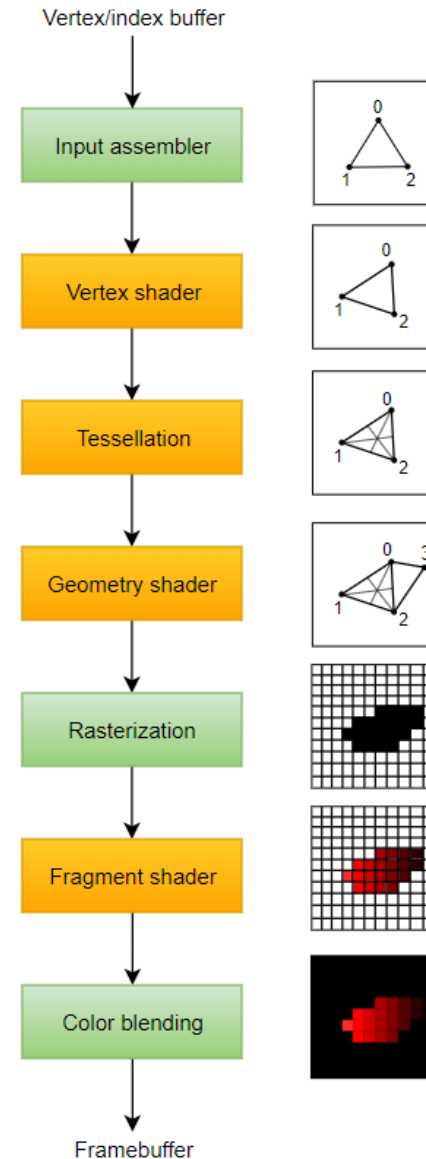 Vertex/index buffer
Input assembler
0
1
2
Vertex shader
0
1
2
Tessellation
0
1
2
Geometry shader
0
3
1
2
Rasterization
Fragment shader
Color blending
Framebuffer